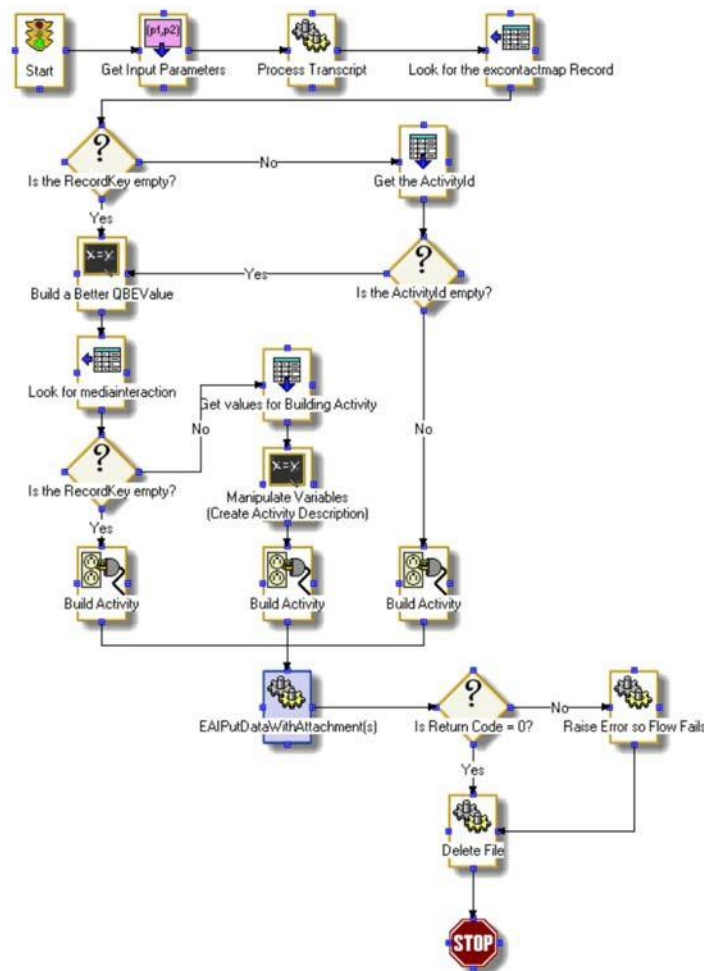 (p1,p2)
Start
Get Input Parameters
Process Transcript
Look for the excontactmap Record
?
?
Is the RecordKey empty?
No
Get the ActivityId
Yes
x=y
?
Build a Better QBEValue
Yes
Is the ActivityId empty?
Look for mediainteraction
Get values for Building Activity
No
No
?
x=y
Is the RecordKey empty?
Manipulate Variables
(Create Activity Description)
Yes
Build Activity
Build Activity
Build Activity
?
EAIPutDataWithAttachment(s)
Is Return Code = 0?
No
Raise Error so Flow Fails
Yes
Delete File
STOP